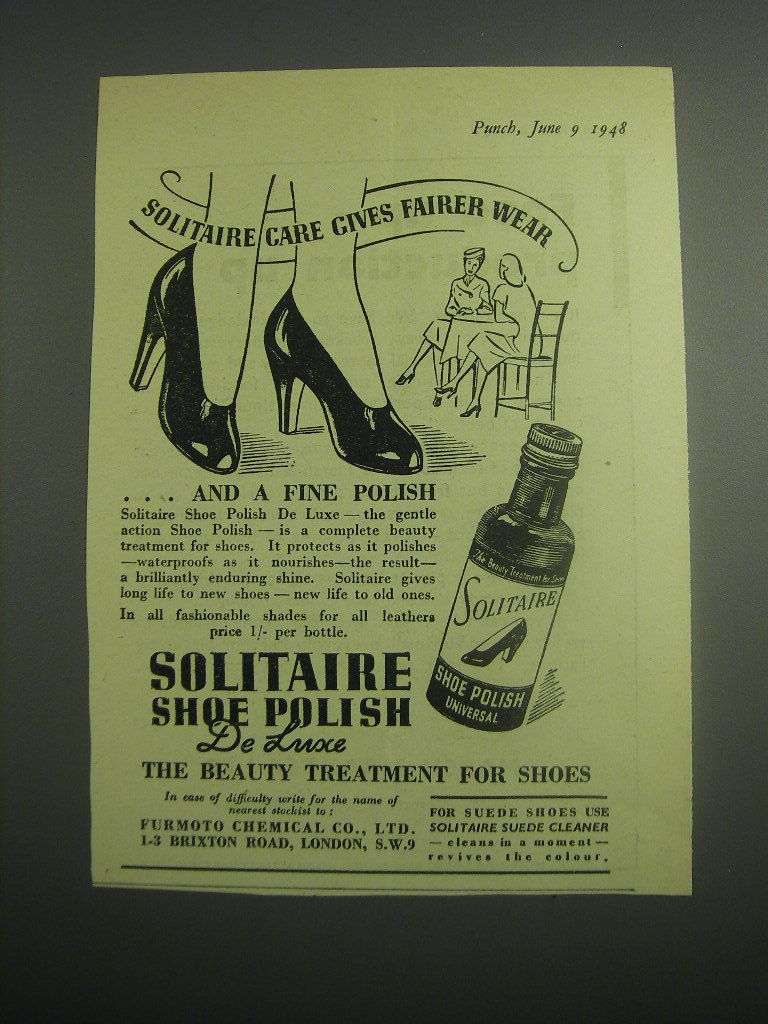 Punch, June 9 1948
SOLITAIRE CARE GIVES FAIRER WEAR
. . . AND A FINE POLISH
Solitaire Shoe Polish De Luxe — the gentle
action Shoe Polish — is a complete beauty
treatment for shoes. It protects as it polishes
—waterproofs as it nourishes—the result—
a brilliantly enduring shine. Solitaire gives
long life to new shoes — new life to old ones.
In all fashionable shades for all leathers
price 1/- per bottle.
The Beauty Treatment for Shoes
SOLITAIRE
SHOE POLISH
UNIVERSAL
SOLITAIRE
SHOE POLISH
De Luxe
THE BEAUTY TREATMENT FOR SHOES
In case of difficulty write for the name of
nearest stockist to :
FURMOTO CHEMICAL CO., LTD.
1-3 BRIXTON ROAD, LONDON, S.W.9
FOR SUEDE SHOES USE
SOLITAIRE SUEDE CLEANER
— cleans in a moment —
revives the colour.